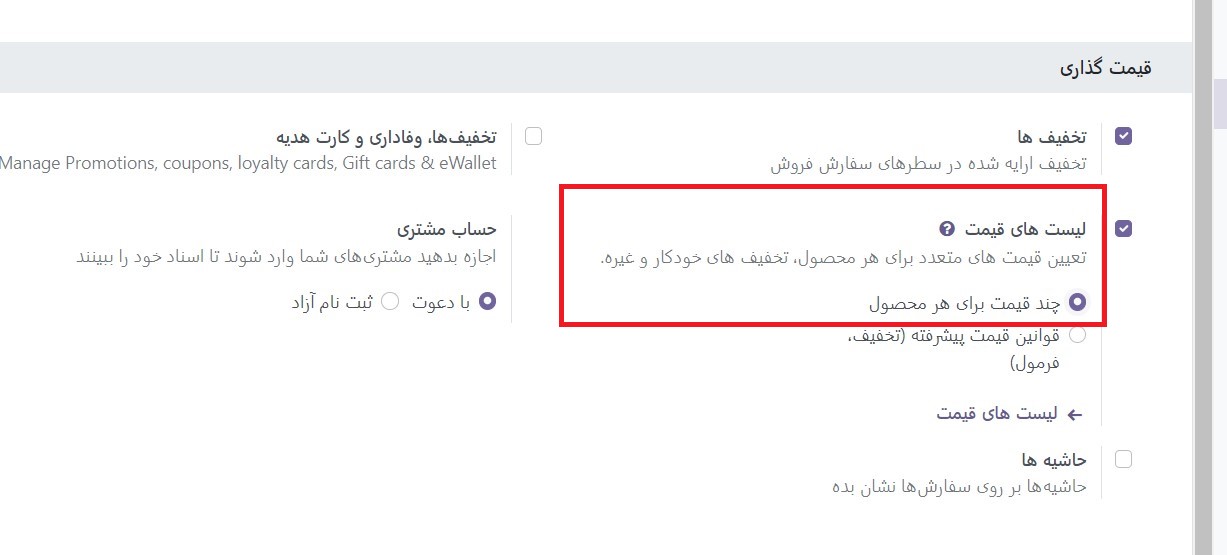 قیمت گذاری
تخفیف ها
تخفیف ارایه شده در سطرهای سفارش فروش
تخفیف‌ها، وفاداری و کارت هدیه
Manage Promotions, coupons, loyalty cards, Gift cards & eWallet
لیست های قیمت
تعیین قیمت های متعدد برای هر محصول، تخفیف های خودکار و غیره.
چند قیمت برای هر محصول
قوانین قیمت پیشرفته (تخفیف،
فرمول)
لیست های قیمت
حساب مشتری
اجازه بدهید مشتری‌های شما وارد شوند تا اسناد خود را ببینند
با دعوت
ثبت نام آزاد
حاشیه ها
حاشیه‌ها بر روی سفارش‌ها نشان بده